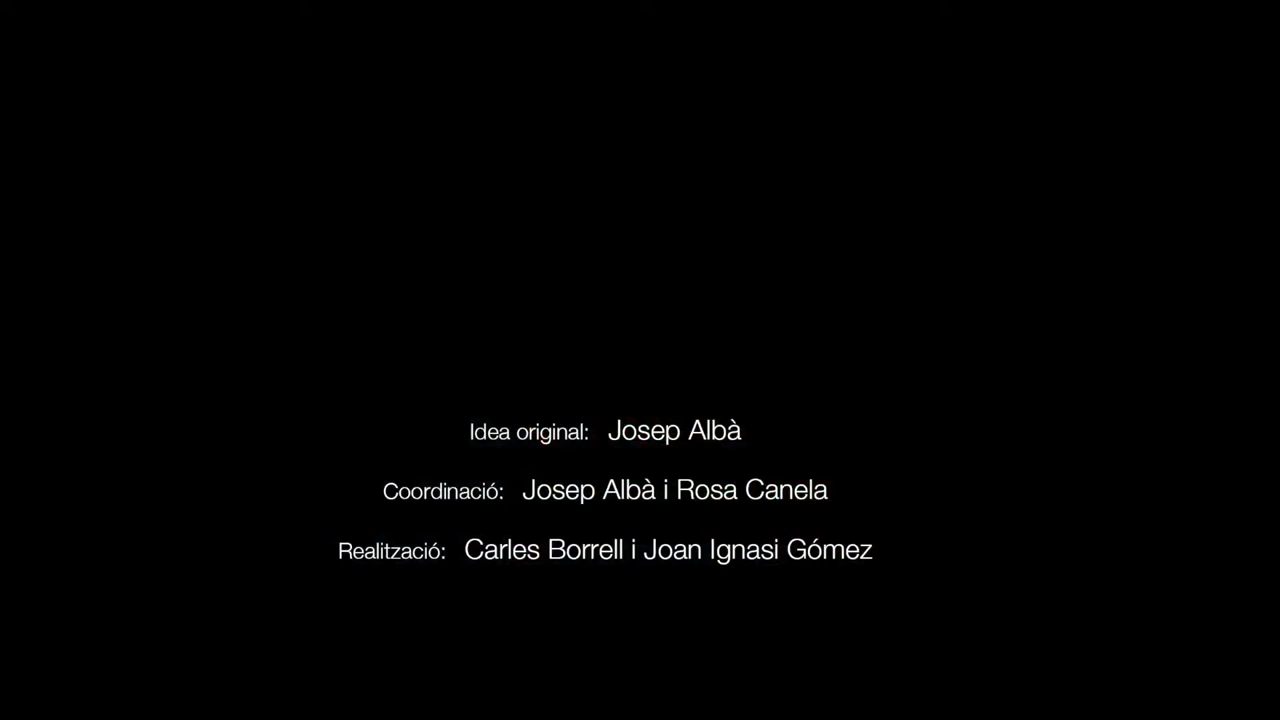 Idea original: Josep Albà
Coordinació: Josep Albà i Rosa Canela
Realització: Carles Borrell i Joan Ignasi Gómez